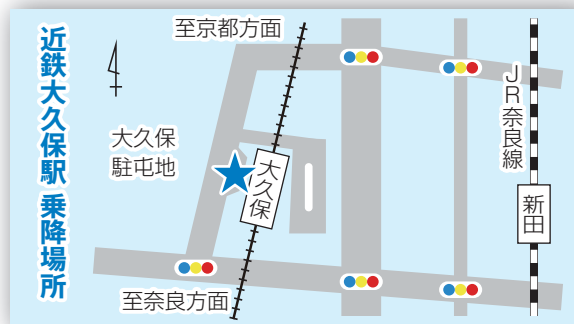 近鉄大久保駅 乗降場所
至京都方面
大久保
駐屯地
大久保
JR奈良線
新田
至奈良方面